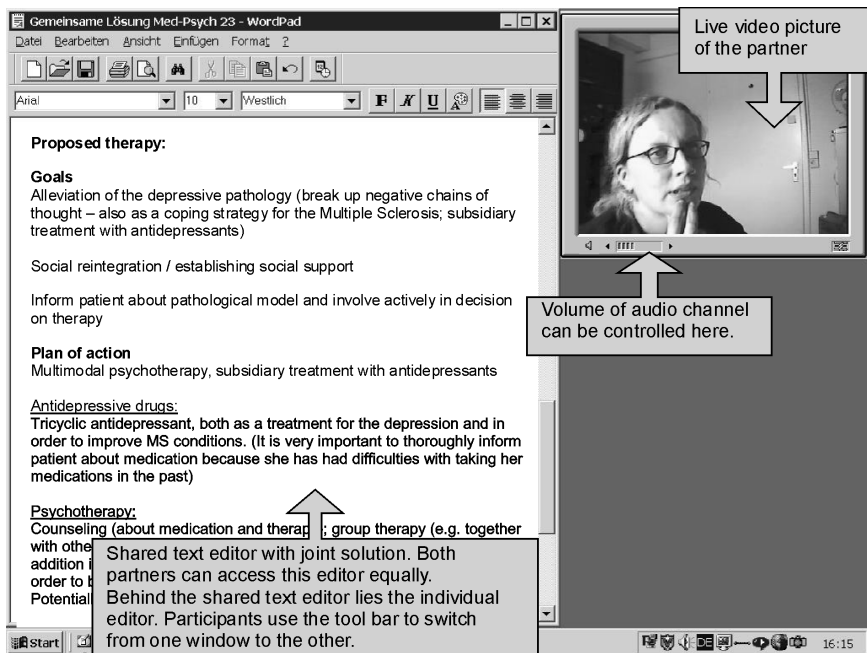 Gemeinsame Lösung Med-Psych 23 - WordPad
Datei Bearbeiten Ansicht Einfügen Format ?
Arial 10 Westlich F K U
Proposed therapy:
Goals
Alleviation of the depressive pathology (break up negative chains of
thought – also as a coping strategy for the Multiple Sclerosis; subsidiary
treatment with antidepressants)
Social reintegration / establishing social support
Inform patient about pathological model and involve actively in decision
on therapy
Plan of action
Multimodal psychotherapy, subsidiary treatment with antidepressants
Antidepressive drugs:
Tricyclic antidepressant, both as a treatment for the depression and in
order to improve MS conditions. (It is very important to thoroughly inform
patient about medication because she has had difficulties with taking her
medications in the past)
Psychotherapy:
Counseling (about medication and therap ; group therapy (e.g. together
with othe
addition i
order to b
Potentiall
Shared text editor with joint solution. Both
partners can access this editor equally.
Behind the shared text editor lies the individual
editor. Participants use the tool bar to switch
from one window to the other.
Live video picture
of the partner
Volume of audio channel
can be controlled here.
Start
DE
16:15